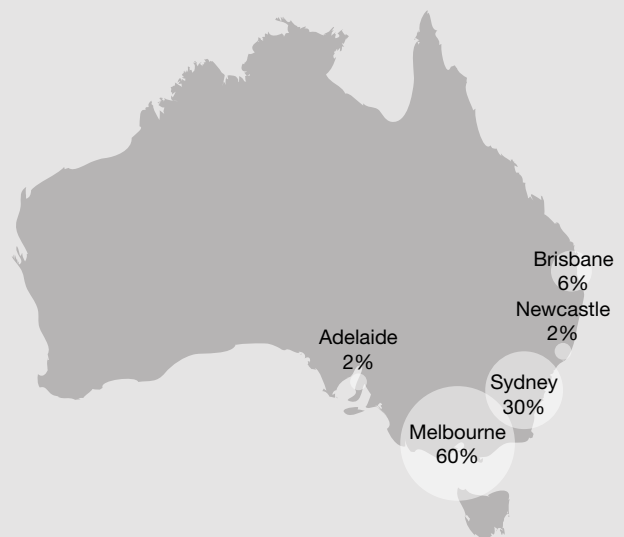 Brisbane
6%
Newcastle
2%
Adelaide
2%
Sydney
30%
Melbourne
60%